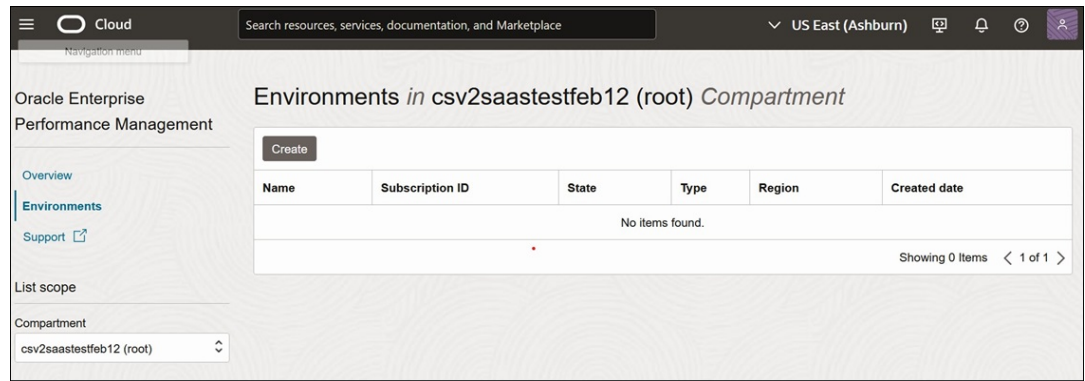 Cloud
Search resources, services, documentation, and Marketplace
US East (Ashburn)
Navigation menu
Oracle Enterprise
Performance Management
Overview
Environments
Support
List scope
Compartment
csv2saastestfeb12 (root)
Environments in csv2saastestfeb12 (root) Compartment
Create
Name Subscription ID State Type Region Created date
No items found.
Showing 0 Items < 1 of 1 >